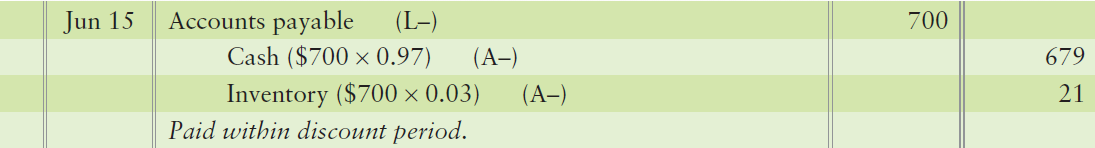 Jun 15 Accounts payable (L–) 700
Cash ($700 × 0.97) (A–) 679
Inventory ($700 × 0.03) (A–) 21
Paid within discount period.